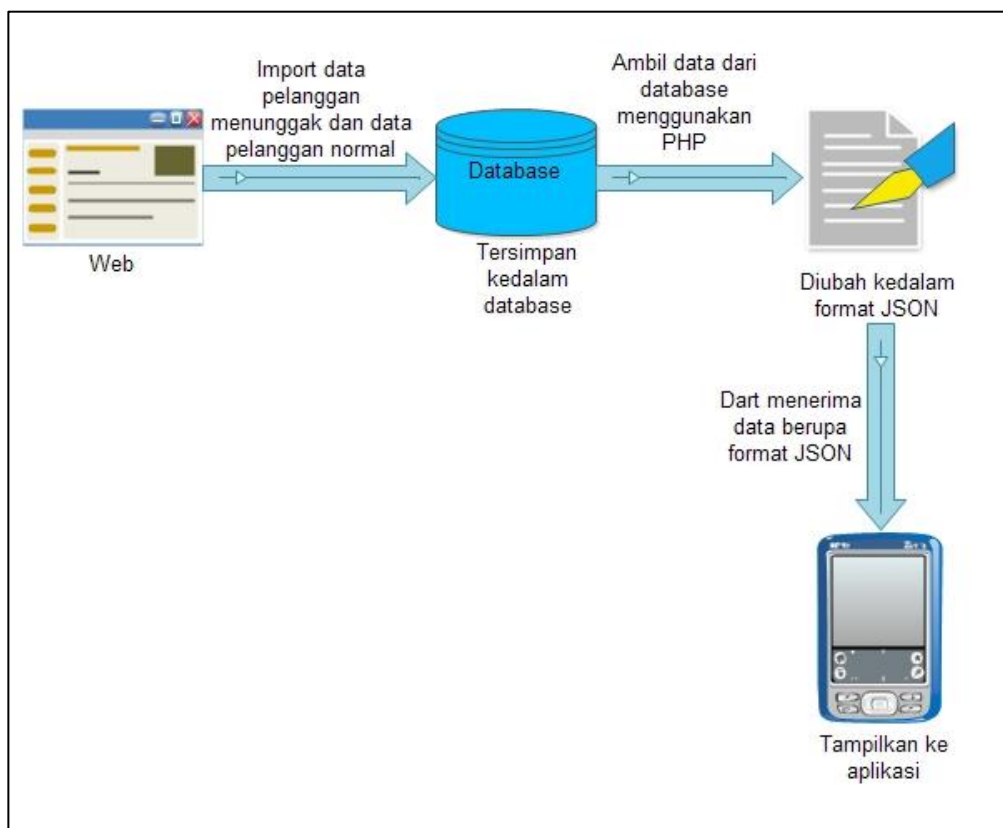 Import data
pelanggan
menunggak dan data
pelanggan normal
Ambil data dari
database
menggunakan
PHP
Database
Web
Tersimpan
kedalam
database
Diubah kedalam
format JSON
Dart menerima
data berupa
format JSON
Tampilkan ke
aplikasi